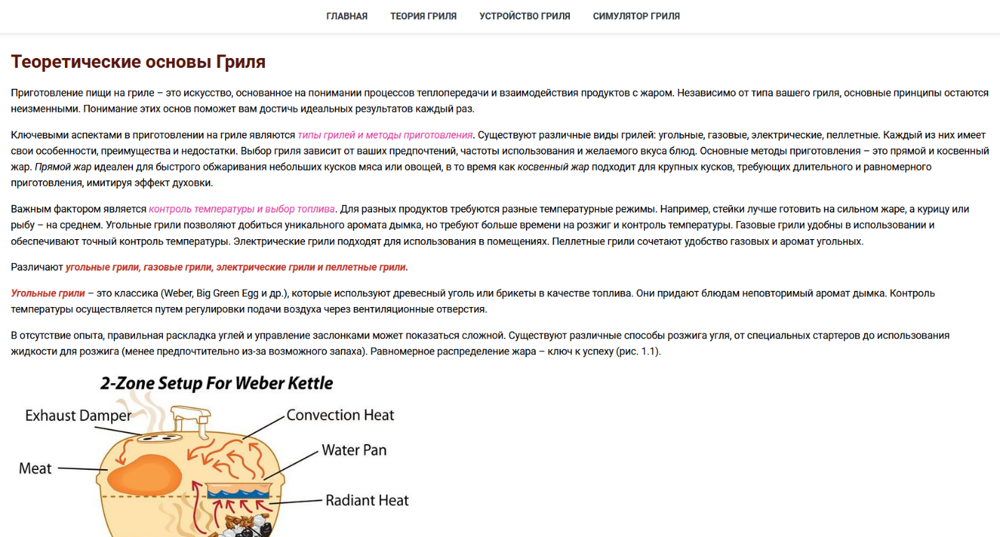 ГЛАВНАЯ ТЕОРИЯ ГРИЛЯ УСТРОЙСТВО ГРИЛЯ СИМУЛЯТОР ГРИЛЯ
Теоретические основы Гриля
Приготовление пищи на гриле – это искусство, основанное на понимании процессов теплопередачи и взаимодействия продуктов с жаром. Независимо от типа вашего гриля, основные принципы остаются
неизменными. Понимание этих основ поможет вам достичь идеальных результатов каждый раз.
Ключевыми аспектами в приготовлении на гриле являются типы грилей и методы приготовления. Существуют различные виды грилей: угольные, газовые, электрические, пеллетные. Каждый из них имеет
свои особенности, преимущества и недостатки. Выбор гриля зависит от ваших предпочтений, частоты использования и желаемого вкуса блюд. Основные методы приготовления – это прямой и косвенный
жар. Прямой жар идеален для быстрого обжаривания небольших кусков мяса или овощей, в то время как косвенный жар подходит для крупных кусков, требующих длительного и равномерного
приготовления, имитируя эффект духовки.
Важным фактором является контроль температуры и выбор топлива. Для разных продуктов требуются разные температурные режимы. Например, стейки лучше готовить на сильном жаре, а курицу или
рыбу – на среднем. Угольные грили позволяют добиться уникального аромата дымка, но требуют больше времени на розжиг и контроль температуры. Газовые грили удобны в использовании и
обеспечивают точный контроль температуры. Электрические грили подходят для использования в помещениях. Пеллетные грили сочетают удобство газовых и аромат угольных.
Различают угольные грили, газовые грили, электрические грили и пеллетные грили.
Угольные грили – это классика (Weber, Big Green Egg и др.), которые используют древесный уголь или брикеты в качестве топлива. Они придают блюдам неповторимый аромат дымка. Контроль
температуры осуществляется путем регулировки подачи воздуха через вентиляционные отверстия.
В отсутствие опыта, правильная раскладка углей и управление заслонками может показаться сложной. Существуют различные способы розжига угля, от специальных стартеров до использования
жидкости для розжига (менее предпочтительно из-за возможного запаха). Равномерное распределение жара – ключ к успеху (рис. 1.1).
2-Zone Setup For Weber Kettle
Exhaust Damper
Convection Heat
Water Pan
Meat
Radiant Heat